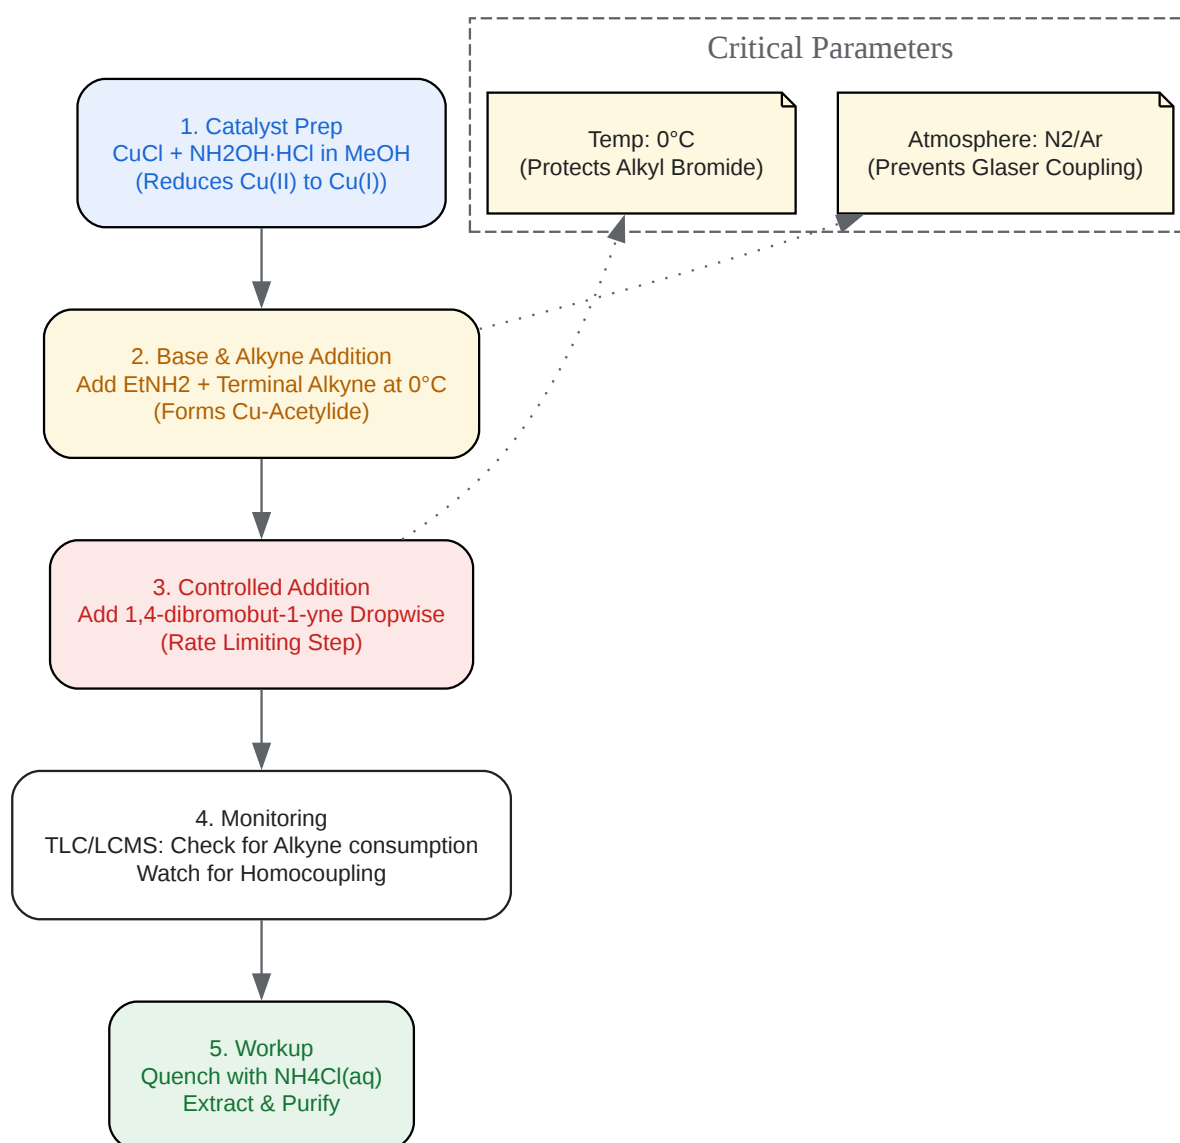 Critical Parameters
Temp: 0°C
(Protects Alkyl Bromide)
Atmosphere: N2/Ar
(Prevents Glaser Coupling)
1. Catalyst Prep
CuCl + NH2OH·HCl in MeOH
(Reduces Cu(II) to Cu(I))
2. Base & Alkyne Addition
Add EtNH2 + Terminal Alkyne at 0°C
(Forms Cu-Acetylide)
3. Controlled Addition
Add 1,4-dibromobut-1-yne Dropwise
(Rate Limiting Step)
4. Monitoring
TLC/LCMS: Check for Alkyne consumption
Watch for Homocoupling
5. Workup
Quench with NH4Cl(aq)
Extract & Purify